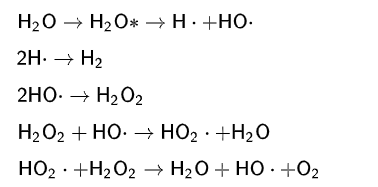 H₂O → H₂O* → H · +HO·
2H· → H₂
2HO· → H₂O₂
H₂O₂ + HO· → HO₂ · +H₂O
HO₂ · +H₂O₂ → H₂O + HO · +O₂